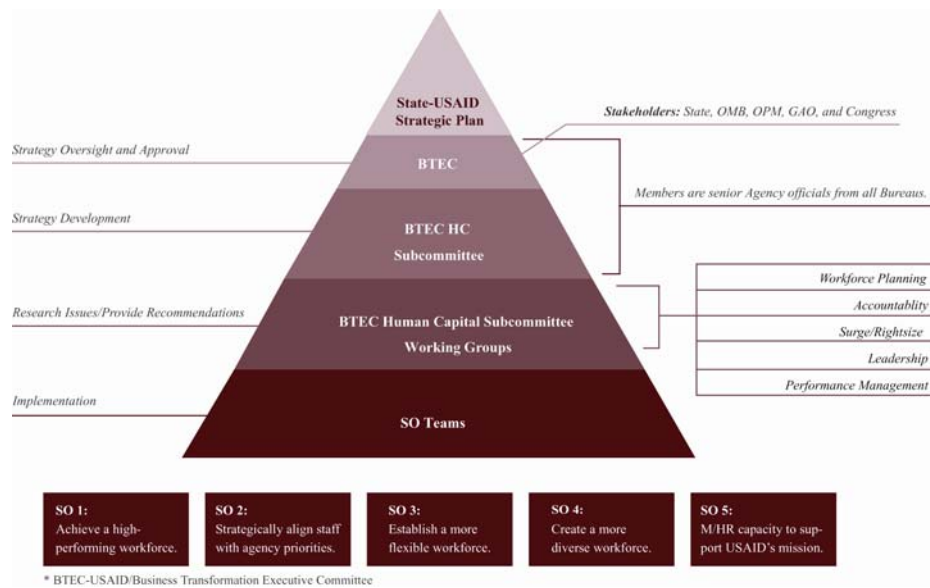 State-USAID
Strategic Plan
Stakeholders: State, OMB, OPM, GAO, and Congress
Strategy Oversight and Approval
BTEC
Members are senior Agency officials from all Bureaus.
Strategy Development
BTEC HC
Subcommittee
Workforce Planning
Accountablity
Research Issues/Provide Recommendations
BTEC Human Capital Subcommittee
Working Groups
Surge/Rightsize
Leadership
Performance Management
Implementation
SO Teams
SO 1:
Achieve a high-
performing workforce.
SO 2:
Strategically align staff
with agency priorities.
SO 3:
Establish a more
flexible workforce.
SO 4:
Create a more
diverse workforce.
SO 5:
M/HR capacity to sup-
port USAID's mission.
* BTEC-USAID/Business Transformation Executive Committee